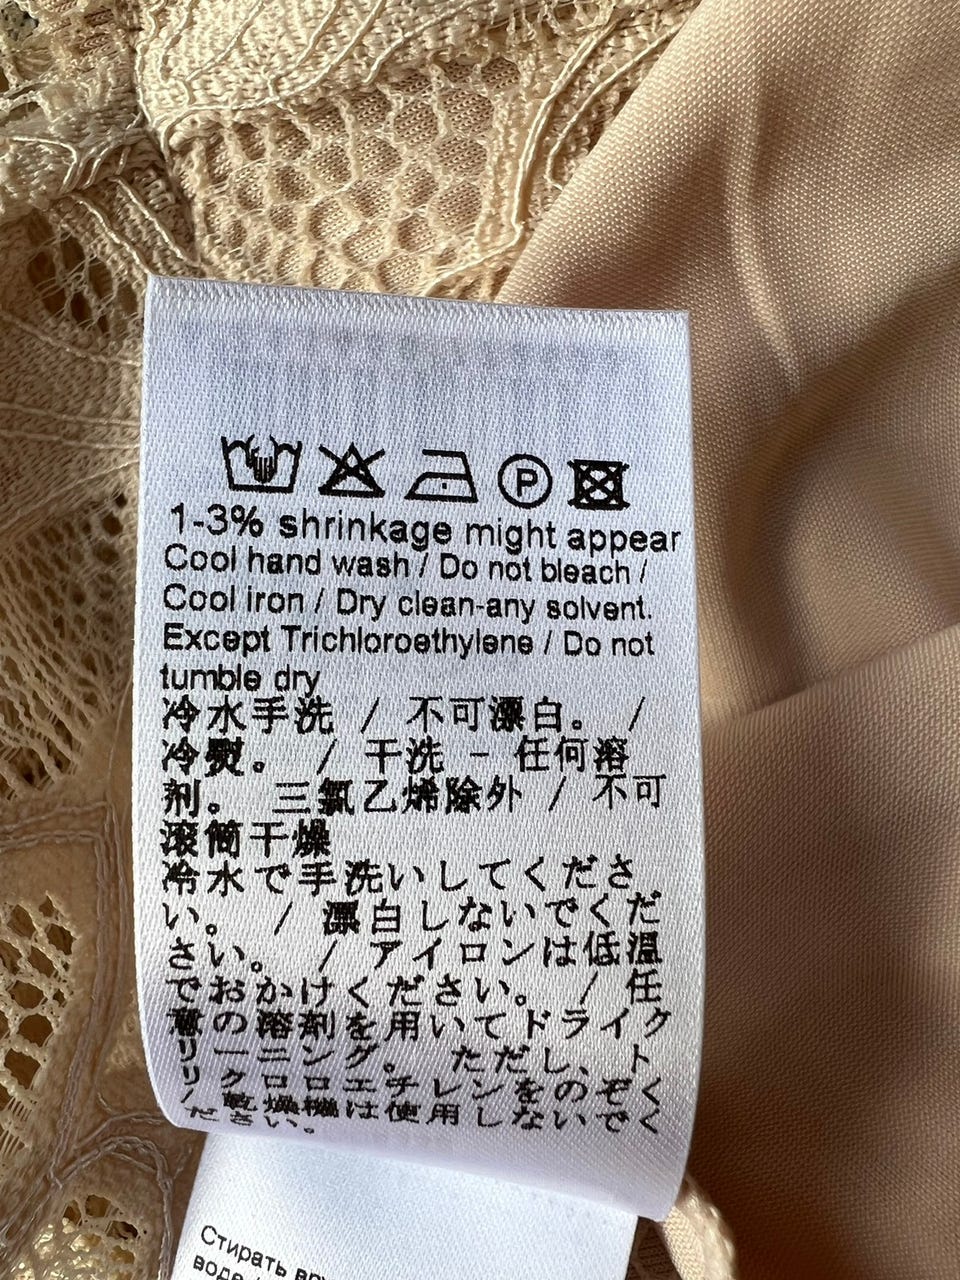 P
1-3% shrinkage might appear
Cool hand wash / Do not bleach /
Cool iron / Dry clean-any solvent.
Except Trichloroethylene / Do not
tumble dry
冷水手洗 / 不可漂白。 /
冷熨。 / 干洗 - 任何溶
剂。 三氯乙烯除外 / 不可
滚筒干燥
冷水で手洗いしてくださ
い。 / 漂白しないでくだ
さい。 / アイロンは低温
でおかけください。 / 任
意の溶剤を用いてドライク
リーニング。 ただし、ト
リクロロエチレンをのぞく
/ 乾燥機は使用しないでく
ださい。
Стирать
воде